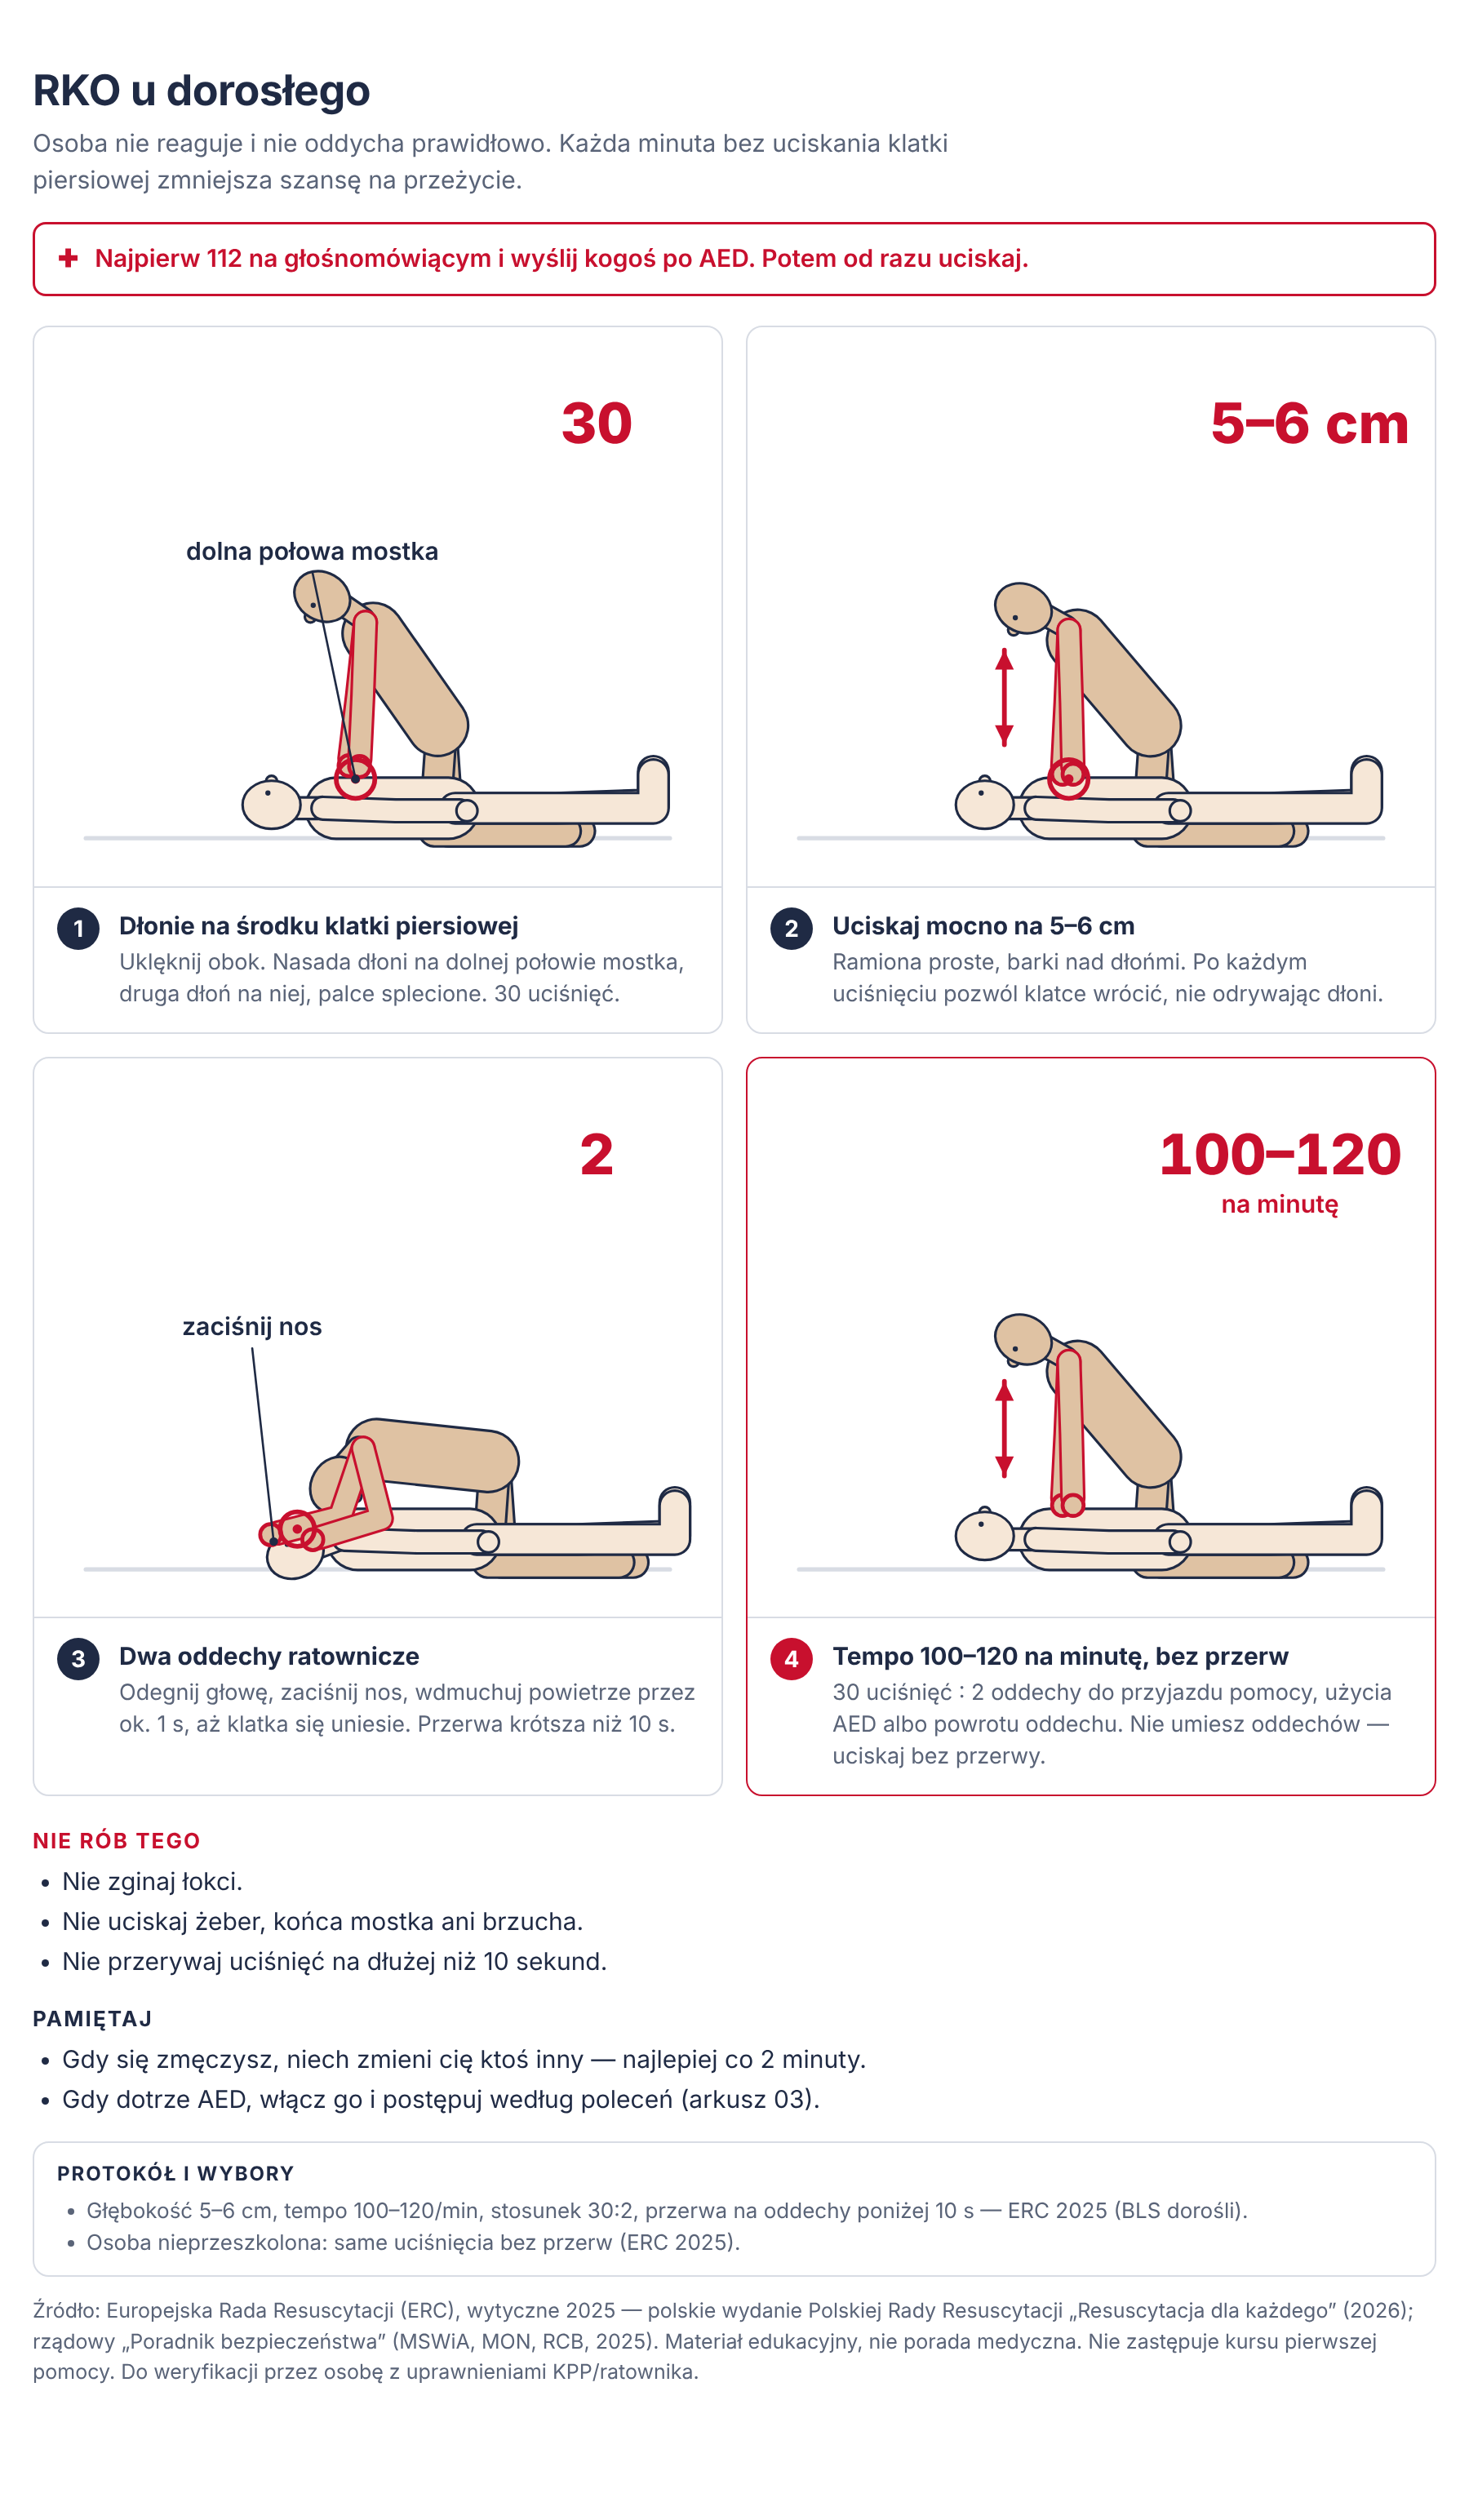 RKO u dorosłego
Osoba nie reaguje i nie oddycha prawidłowo. Każda minuta bez uciskania klatki
piersiowej zmniejsza szansę na przeżycie.
✚ Najpierw 112 na głośnomówiącym i wyślij kogoś po AED. Potem od razu uciskaj.
30
dolna połowa mostka
1 Dłonie na środku klatki piersiowej
Uklęknij obok. Nasada dłoni na dolnej połowie mostka,
druga dłoń na niej, palce splecione. 30 uciśnięć.
5–6 cm
2 Uciskaj mocno na 5–6 cm
Ramiona proste, barki nad dłońmi. Po każdym
uciśnięciu pozwól klatce wrócić, nie odrywając dłoni.
2
zaciśnij nos
3 Dwa oddechy ratownicze
Odegnij głowę, zaciśnij nos, wdmuchuj powietrze przez
ok. 1 s, aż klatka się uniesie. Przerwa krótsza niż 10 s.
100–120
na minutę
4 Tempo 100–120 na minutę, bez przerw
30 uciśnięć : 2 oddechy do przyjazdu pomocy, użycia
AED albo powrotu oddechu. Nie umiesz oddechów —
uciskaj bez przerwy.
NIE RÓB TEGO
• Nie zginaj łokci.
• Nie uciskaj żeber, końca mostka ani brzucha.
• Nie przerywaj uciśnięć na dłużej niż 10 sekund.
PAMIĘTAJ
• Gdy się zmęczysz, niech zmieni cię ktoś inny — najlepiej co 2 minuty.
• Gdy dotrze AED, włącz go i postępuj według poleceń (arkusz 03).
PROTOKÓŁ I WYBORY
• Głębokość 5–6 cm, tempo 100–120/min, stosunek 30:2, przerwa na oddechy poniżej 10 s — ERC 2025 (BLS dorośli).
• Osoba nieprzeszkolona: same uciśnięcia bez przerw (ERC 2025).
Źródło: Europejska Rada Resuscytacji (ERC), wytyczne 2025 — polskie wydanie Polskiej Rady Resuscytacji „Resuscytacja dla każdego” (2026);
rządowy „Poradnik bezpieczeństwa” (MSWiA, MON, RCB, 2025). Materiał edukacyjny, nie porada medyczna. Nie zastępuje kursu pierwszej
pomocy. Do weryfikacji przez osobę z uprawnieniami KPP/ratownika.